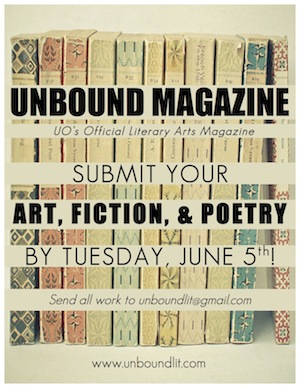 UNBOUND MAGAZINE
UO's Official Literary Arts Magazine
SUBMIT YOUR
ART, FICTION, & POETRY
BY TUESDAY, JUNE 5th!
Send all work to unboundlit@gmail.com
www.unboundlit.com